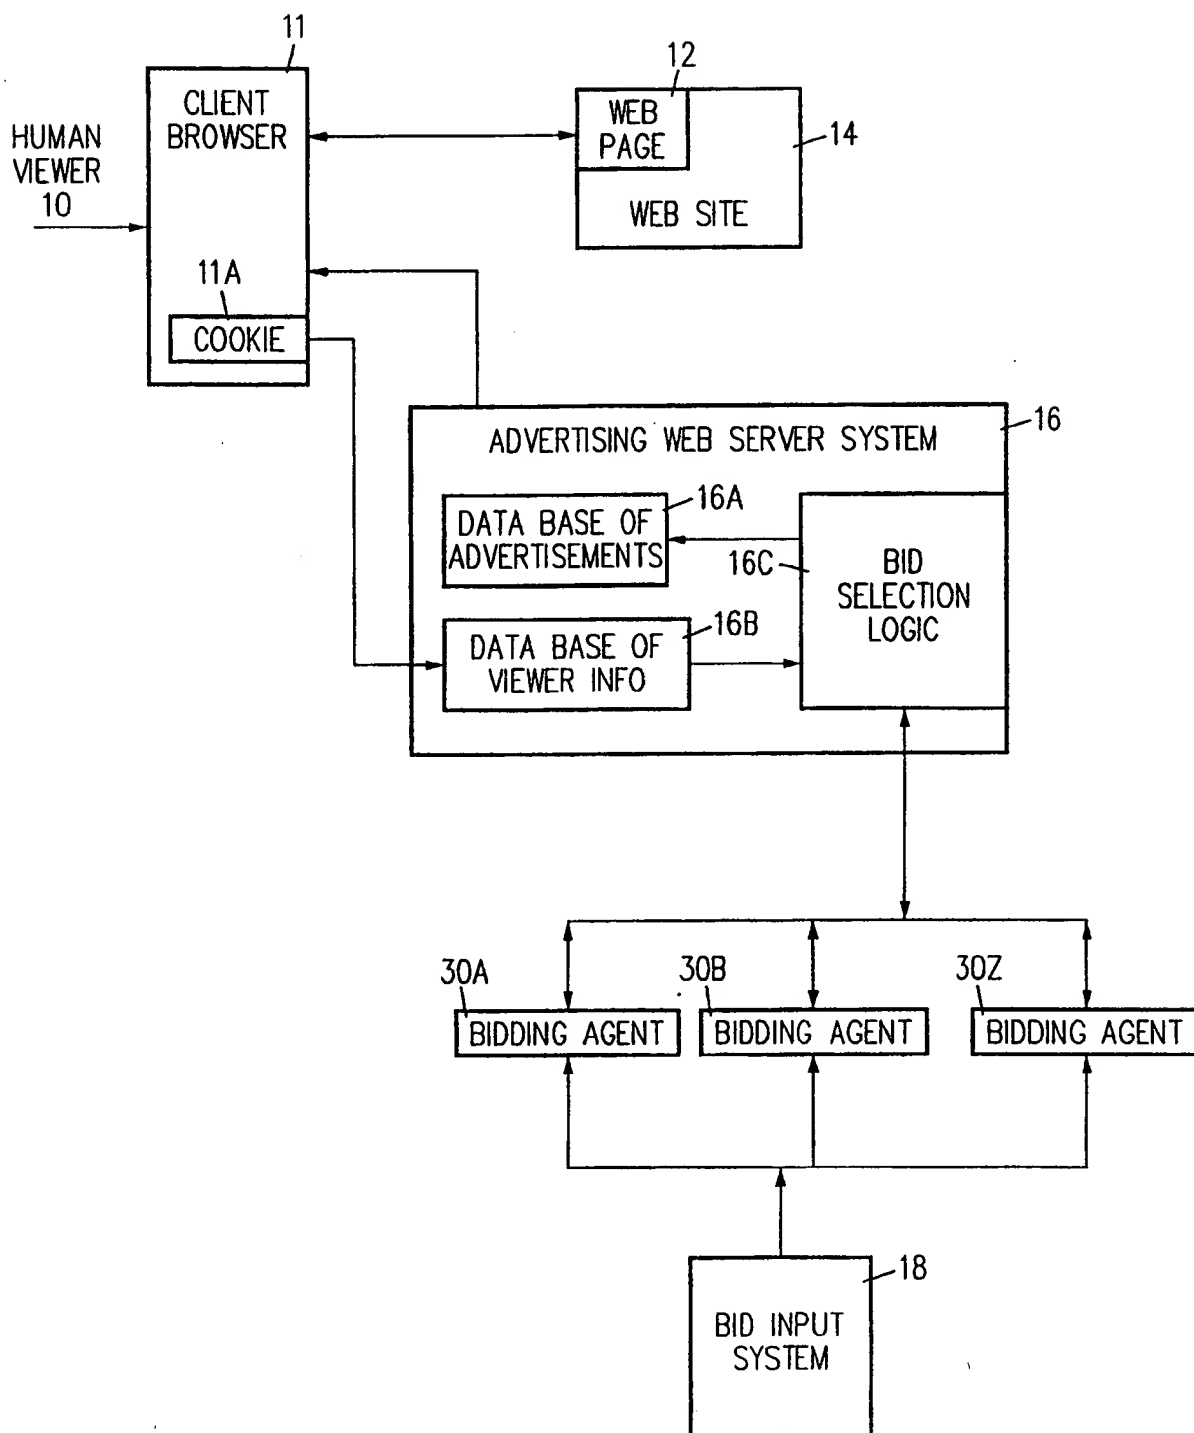 11
CLIENT
BROWSER
HUMAN
VIEWER
10
11A
COOKIE
12
WEB
PAGE
14
WEB SITE
16
ADVERTISING WEB SERVER SYSTEM
16A
DATA BASE OF
ADVERTISEMENTS
16C
BID
SELECTION
LOGIC
16B
DATA BASE OF
VIEWER INFO
30A
BIDDING AGENT
30B
BIDDING AGENT
30Z
BIDDING AGENT
18
BID INPUT
SYSTEM